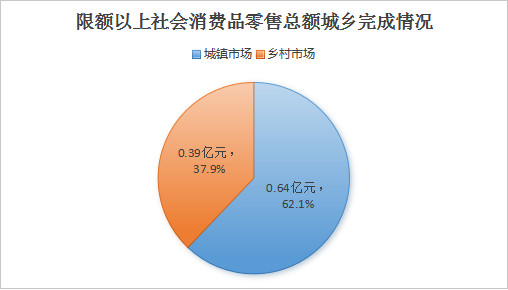 限额以上社会消费品零售总额城乡完成情况
城镇市场 乡村市场
0.39亿元，
37.9%
0.64亿元，
62.1%